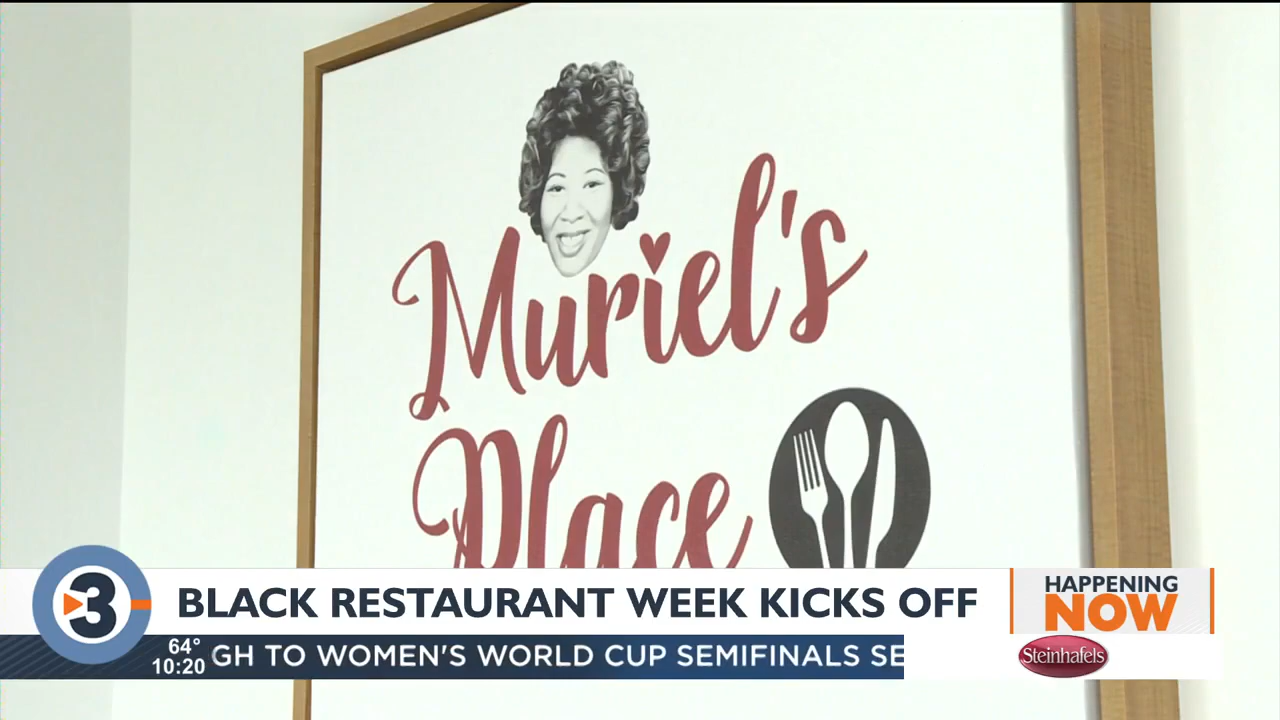 Muriel's
Place
3
BLACK RESTAURANT WEEK KICKS OFF
HAPPENING
NOW
64°
10:20
GH TO WOMEN'S WORLD CUP SEMIFINALS SE
Steinhafels